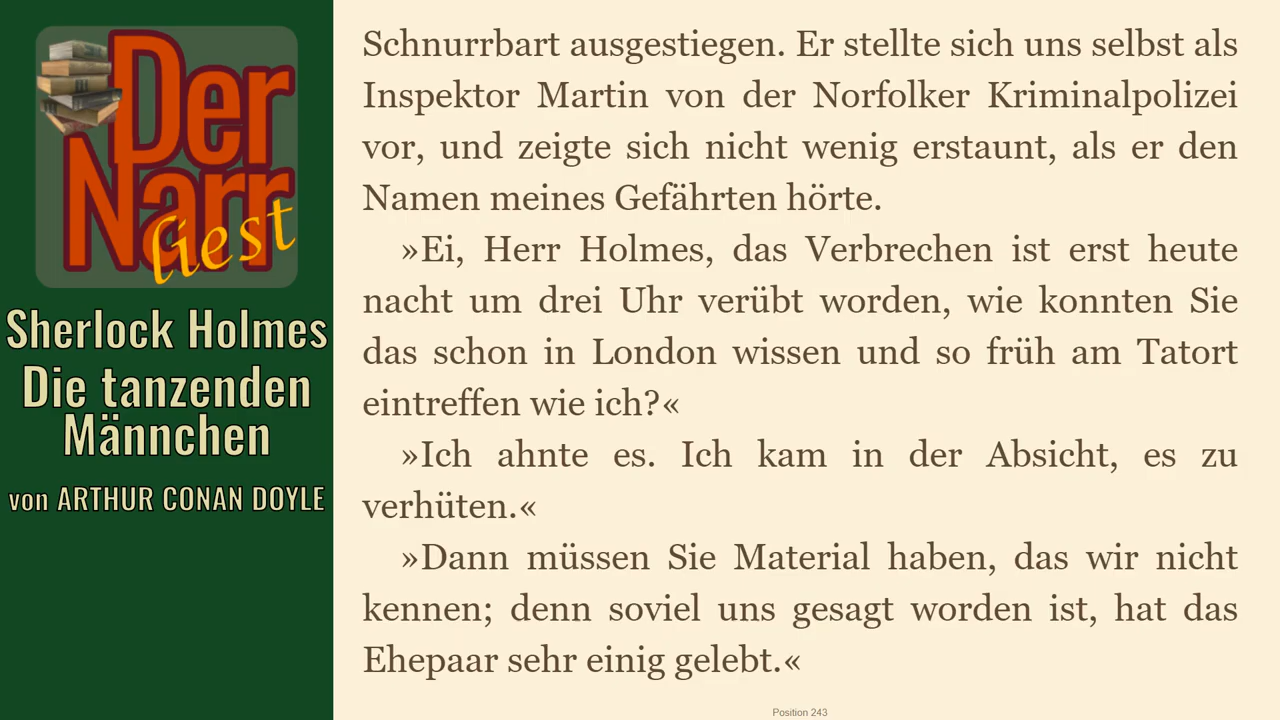 Der
Narr
liest
Sherlock Holmes
Die tanzenden
Männchen
von ARTHUR CONAN DOYLE
Schnurrbart ausgestiegen. Er stellte sich uns selbst als
Inspektor Martin von der Norfolker Kriminalpolizei
vor, und zeigte sich nicht wenig erstaunt, als er den
Namen meines Gefährten hörte.
»Ei, Herr Holmes, das Verbrechen ist erst heute
nacht um drei Uhr verübt worden, wie konnten Sie
das schon in London wissen und so früh am Tatort
eintreffen wie ich?«
»Ich ahnte es. Ich kam in der Absicht, es zu
verhüten.«
»Dann müssen Sie Material haben, das wir nicht
kennen; denn soviel uns gesagt worden ist, hat das
Ehepaar sehr einig gelebt.«
Position 243